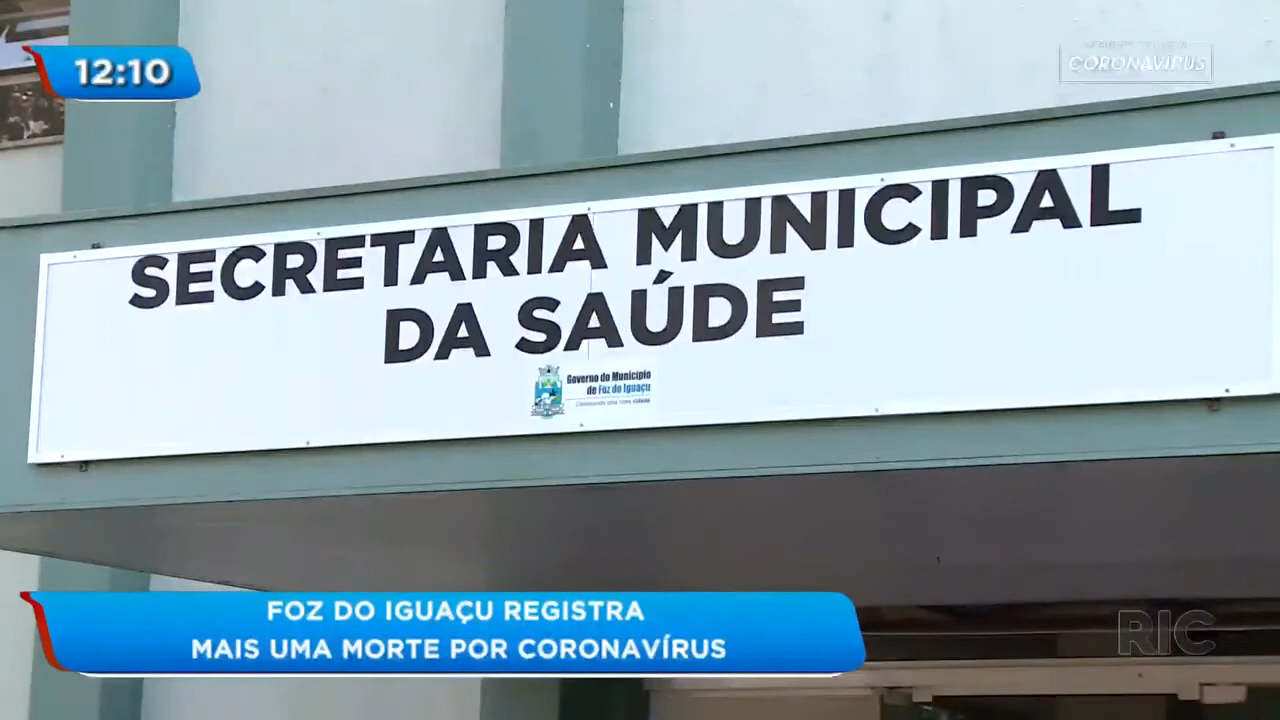 12:10
CORONAVÍRUS
SECRETARIA MUNICIPAL
DA SAÚDE
Governo do Município
de Foz do Iguaçu
FOZ DO IGUAÇU REGISTRA
MAIS UMA MORTE POR CORONAVÍRUS
RIC